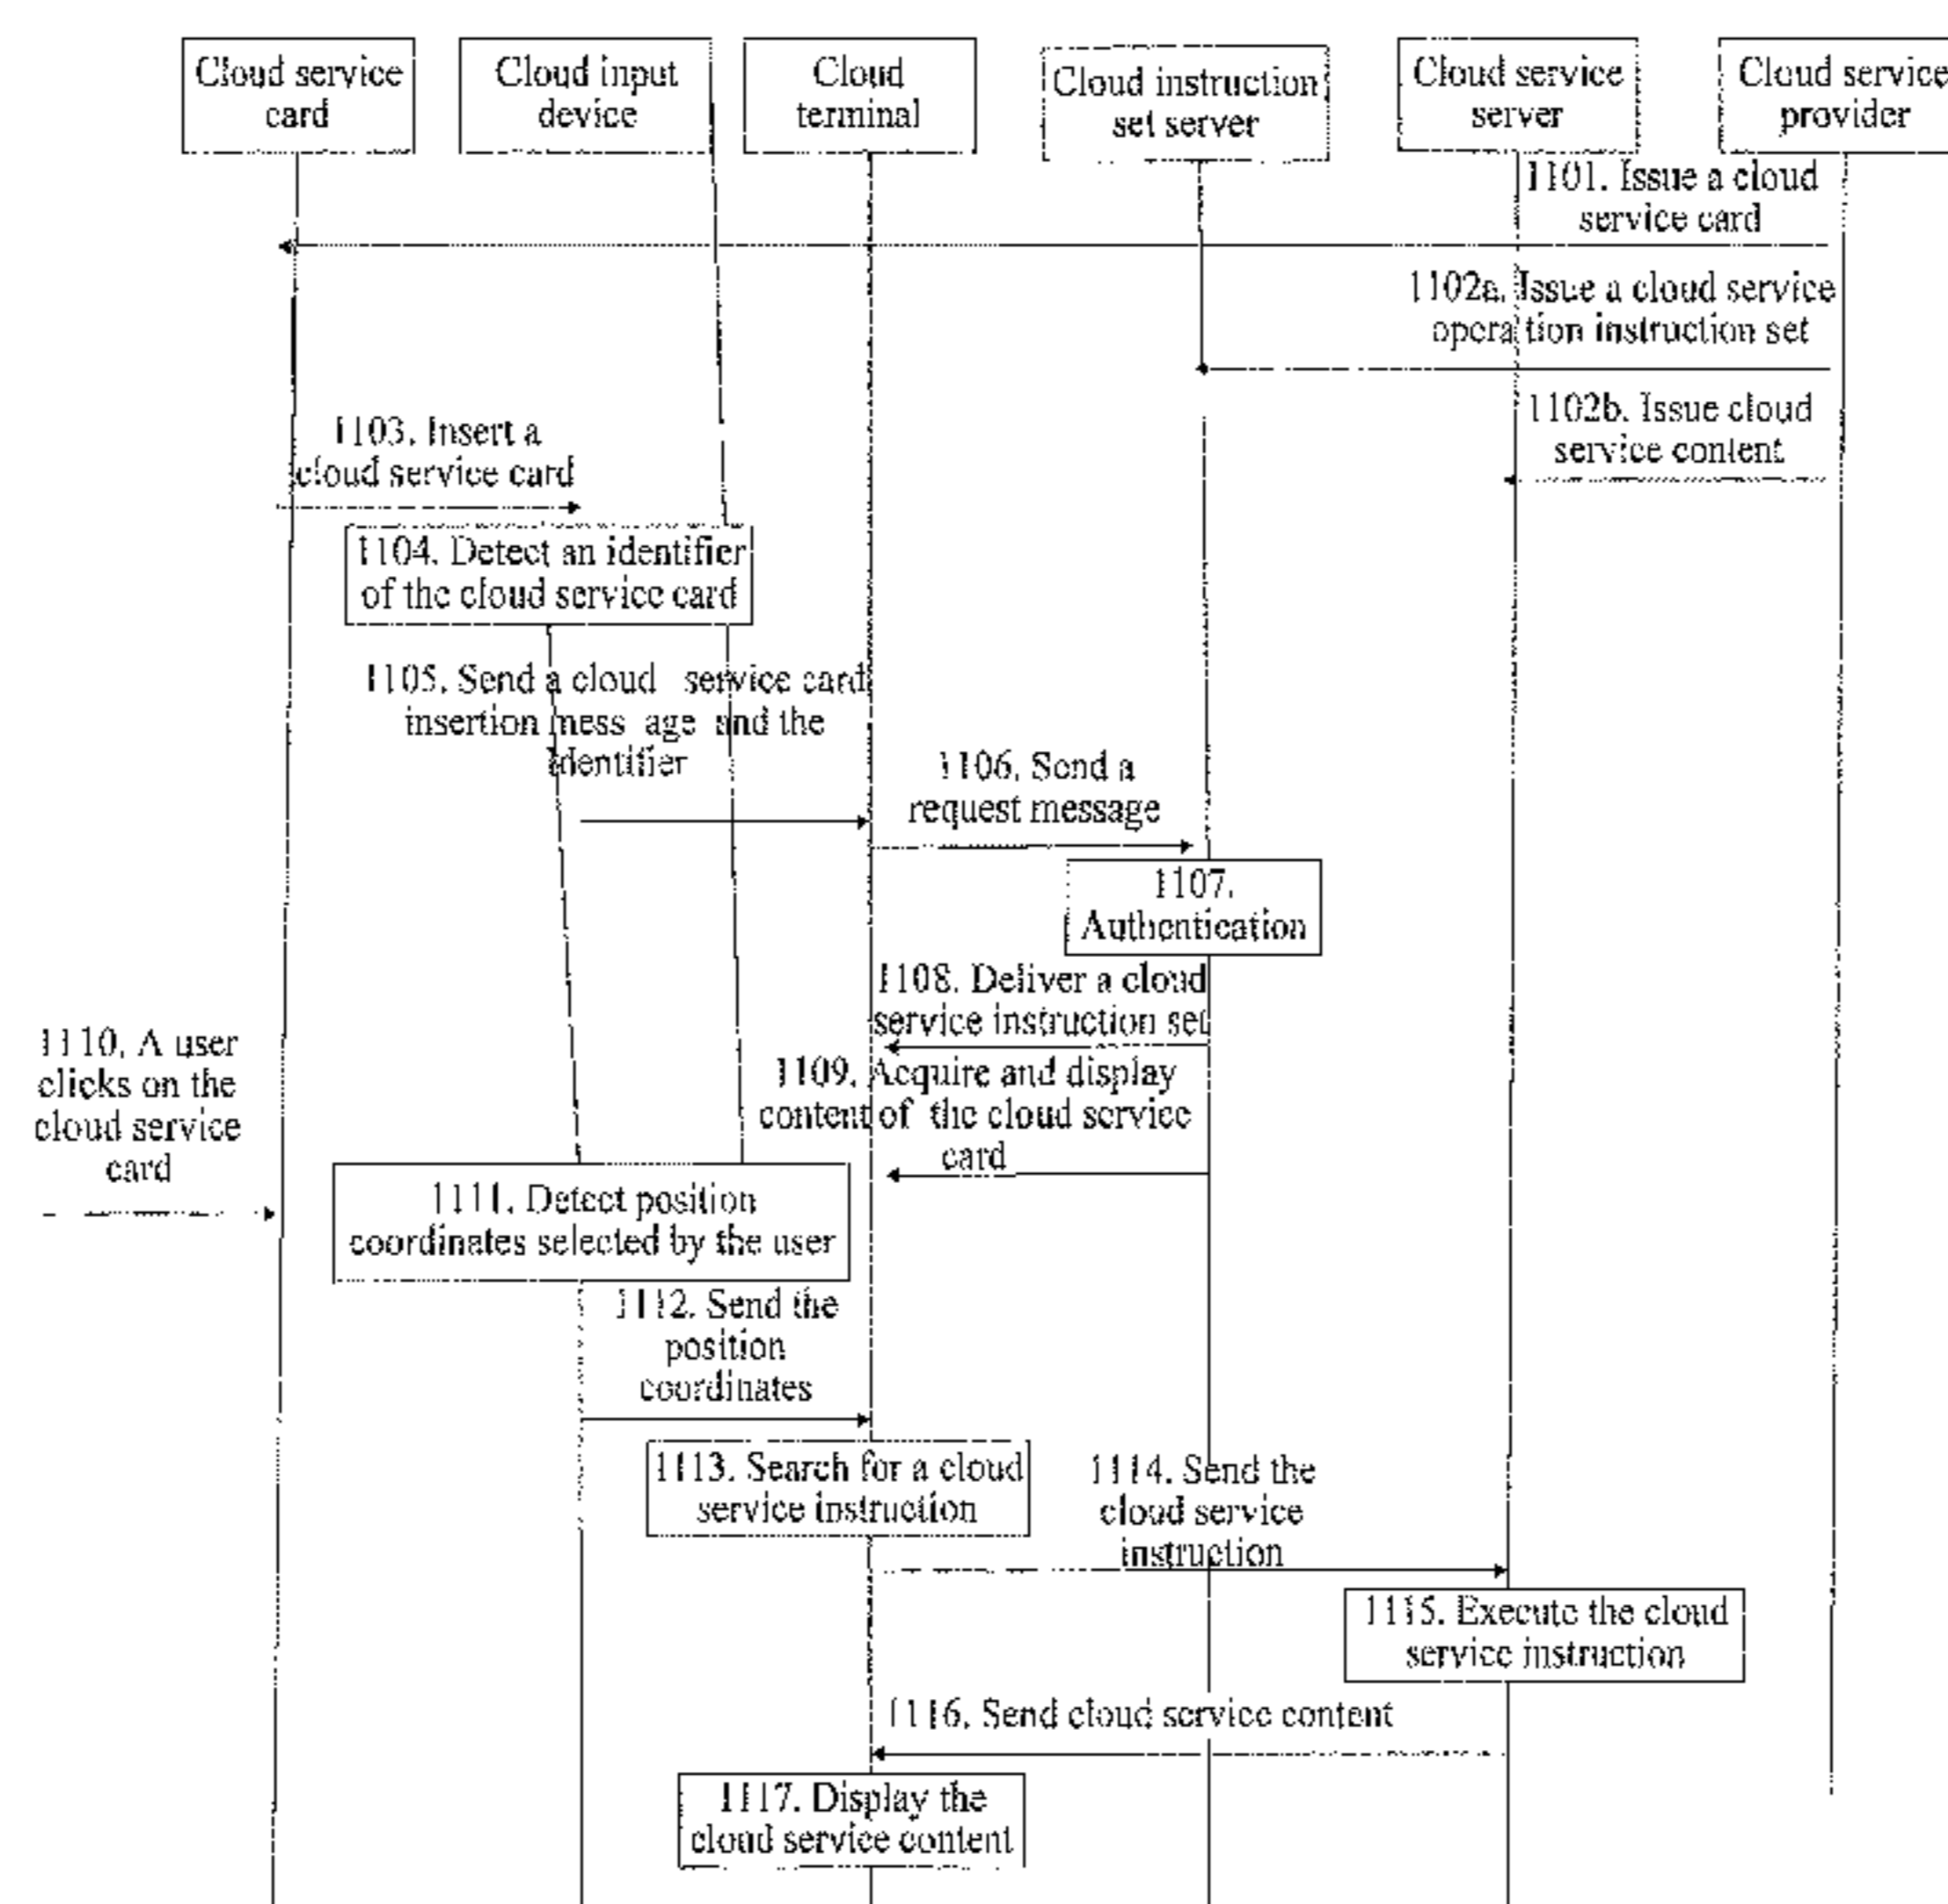 Cloud service
card
Cloud input
device
Cloud
terminal
Cloud instruction
set server
Cloud service
server
Cloud service
provider
1101. Issue a cloud
service card
1102a. Issue a cloud service
operation instruction set
1102b. Issue cloud
service content
1103. Insert a
cloud service card
1104. Detect an identifier
of the cloud service card
1105. Send a cloud service card
insertion mess age and the
identifier
1106. Send a
request message
1107.
Authentication
1108. Deliver a cloud
service instruction set
1109. Acquire and display
content of the cloud service
card
1110. A user
clicks on the
cloud service
card
1111. Detect position
coordinates selected by the user
1112. Send the
position
coordinates
1113. Search for a cloud
service instruction
1114. Send the
cloud service
instruction
1115. Execute the cloud
service instruction
1116. Send cloud service content
1117. Display the
cloud service content